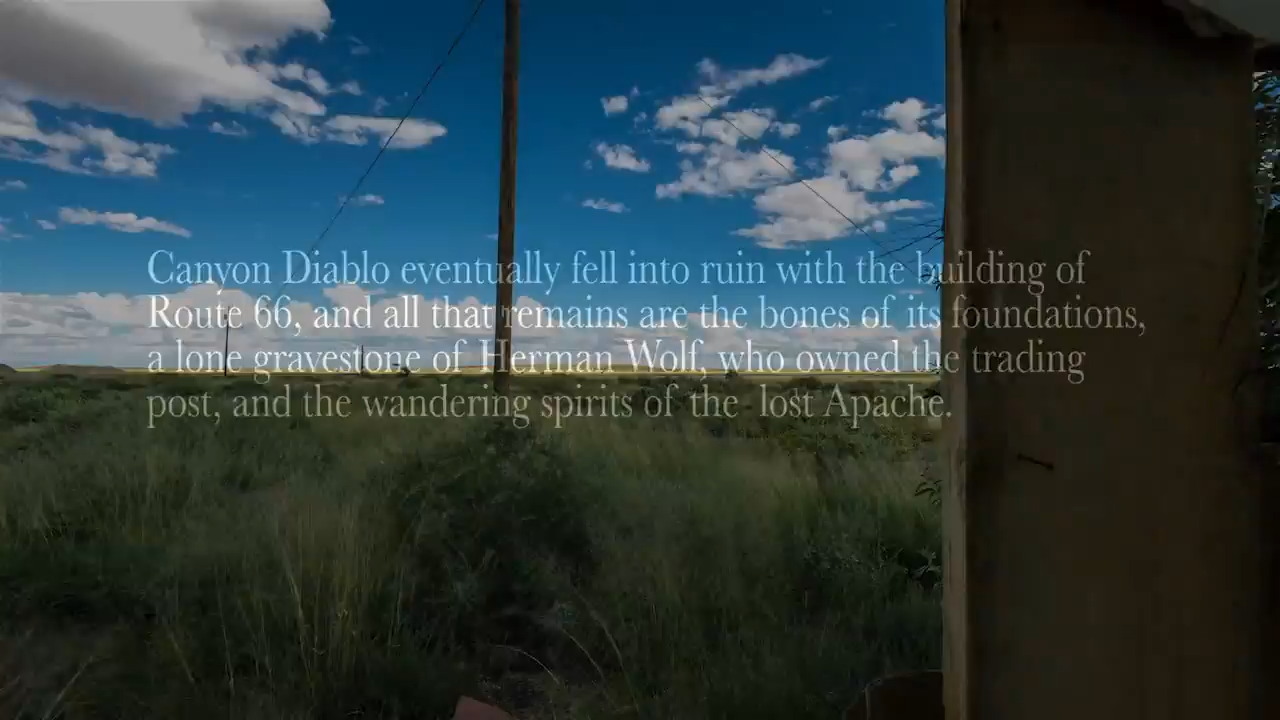 Canyon Diablo eventually fell into ruin with the building of
Route 66, and all that remains are the bones of its foundations,
a lone gravestone of Herman Wolf, who owned the trading
post, and the wandering spirits of the lost Apache.